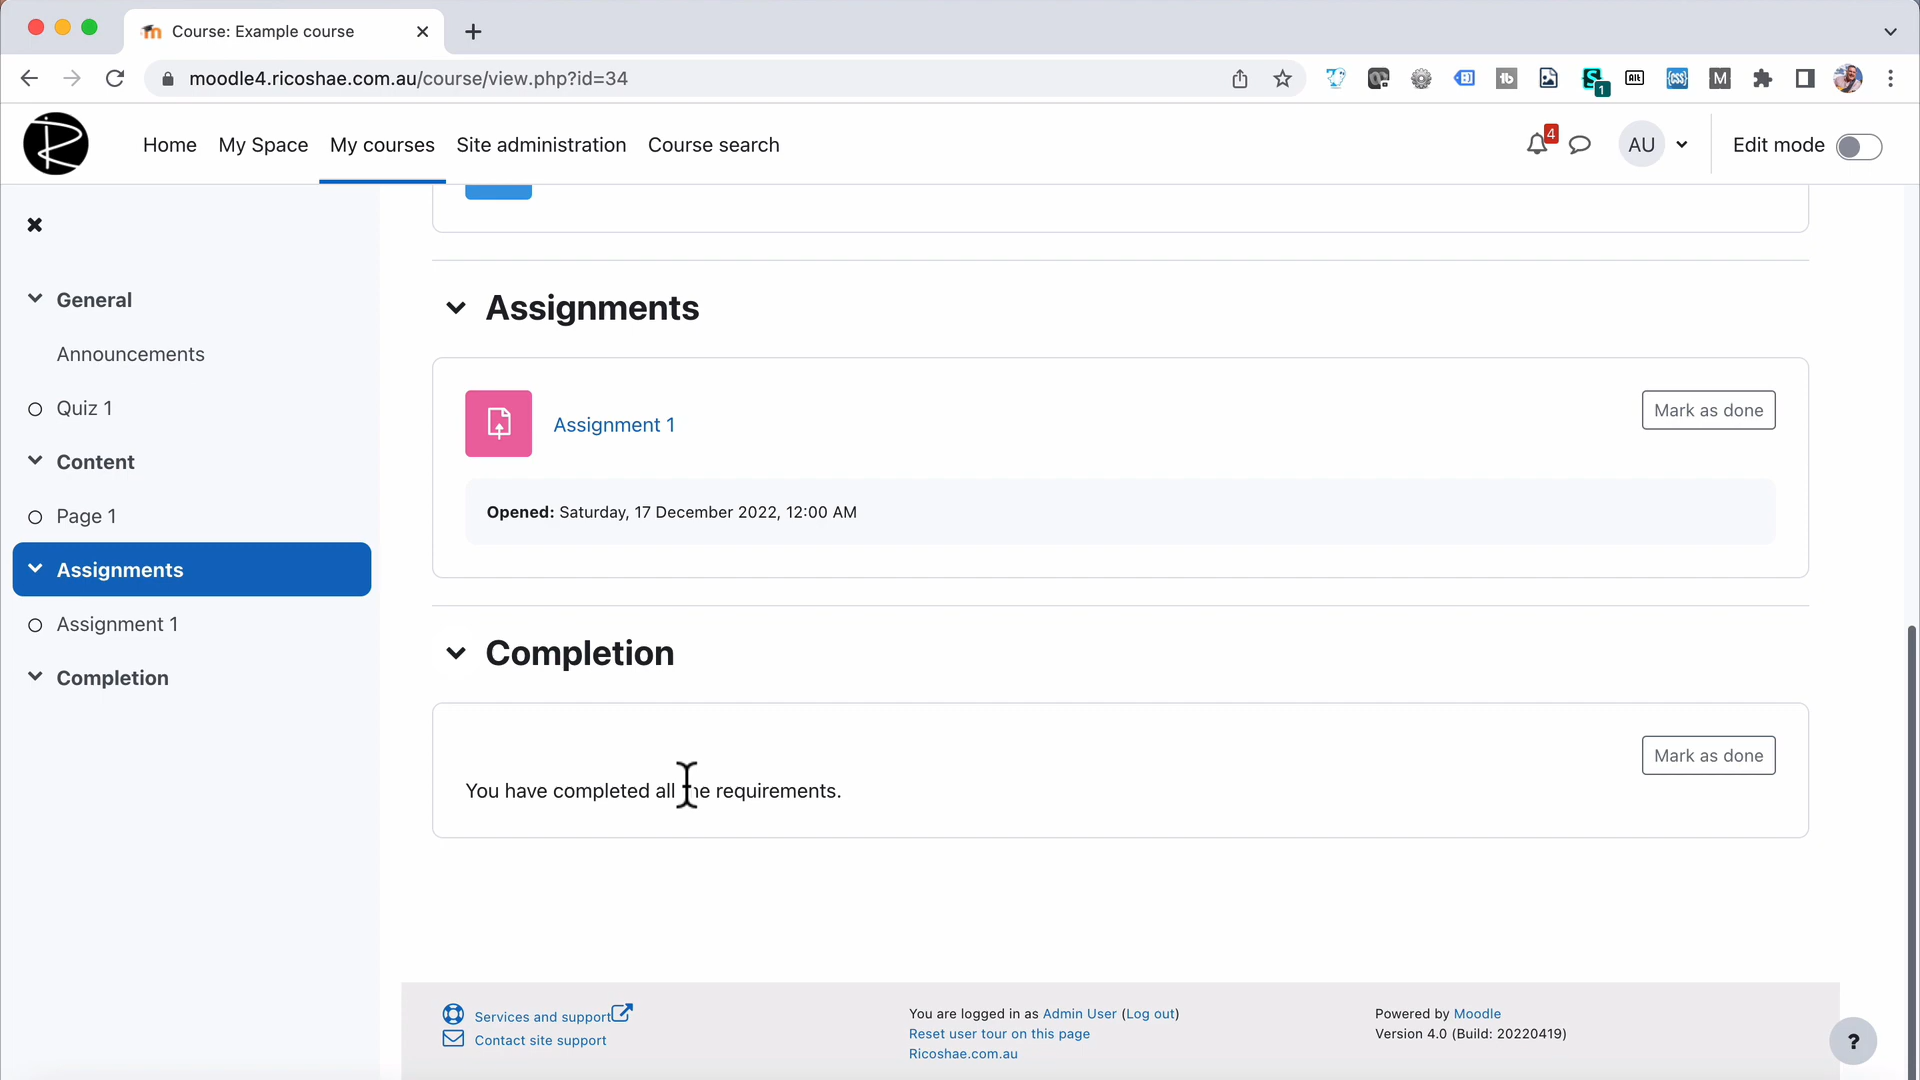 Course: Example course
moodle4.ricoshae.com.au/course/view.php?id=34
1
Home My Space My courses Site administration Course search
4
AU
Edit mode
General
Announcements
Quiz 1
Content
Page 1
Assignments
Assignment 1
Completion
Assignments
Assignment 1
Mark as done
Opened: Saturday, 17 December 2022, 12:00 AM
Completion
Mark as done
You have completed all requirements.
Services and support
Contact site support
You are logged in as Admin User (Log out)
Reset user tour on this page
Ricoshae.com.au
Powered by Moodle
Version 4.0 (Build: 20220419)
?